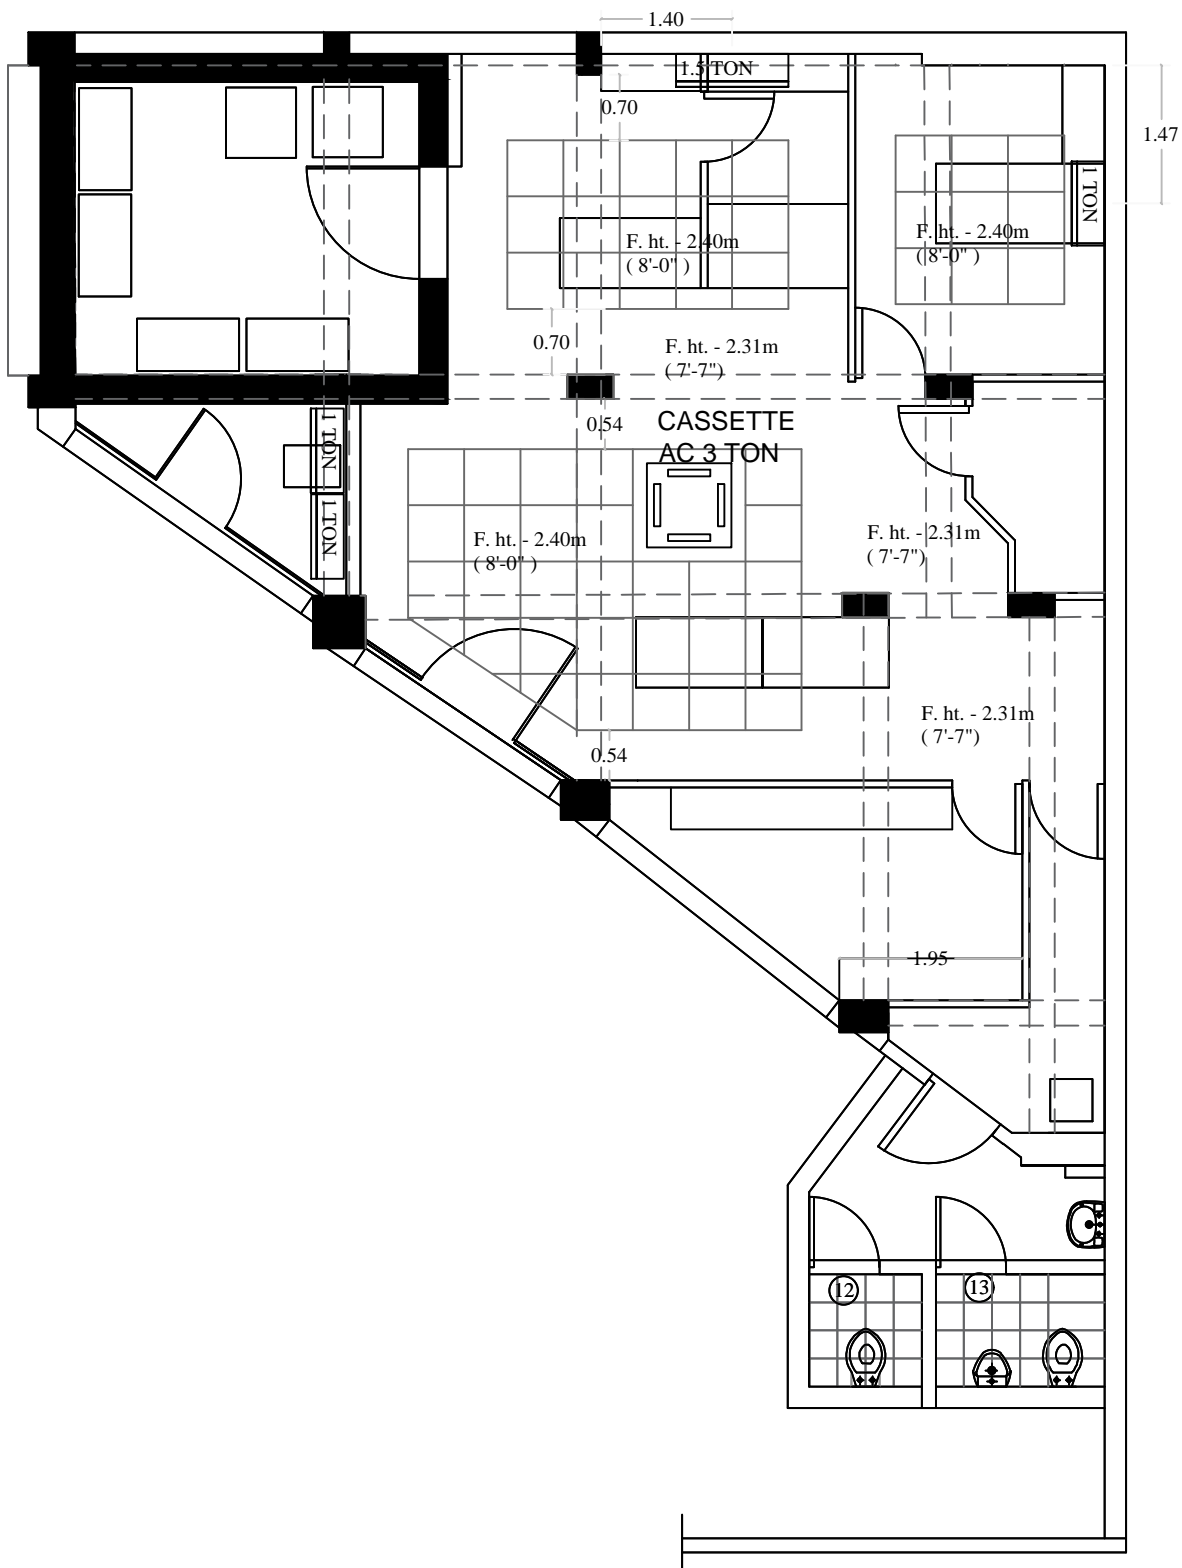 1.40
1.5 TON
0.70
1.47
1 TON
F. ht. - 2.40m
( 8'-0" )
F. ht. - 2.40m
( 8'-0" )
0.70
F. ht. - 2.31m
( 7'-7")
0.54
CASSETTE
AC 3 TON
1 TON
1 TON
F. ht. - 2.40m
( 8'-0" )
F. ht. - 2.31m
( 7'-7")
F. ht. - 2.31m
( 7'-7")
0.54
1.95
12
13